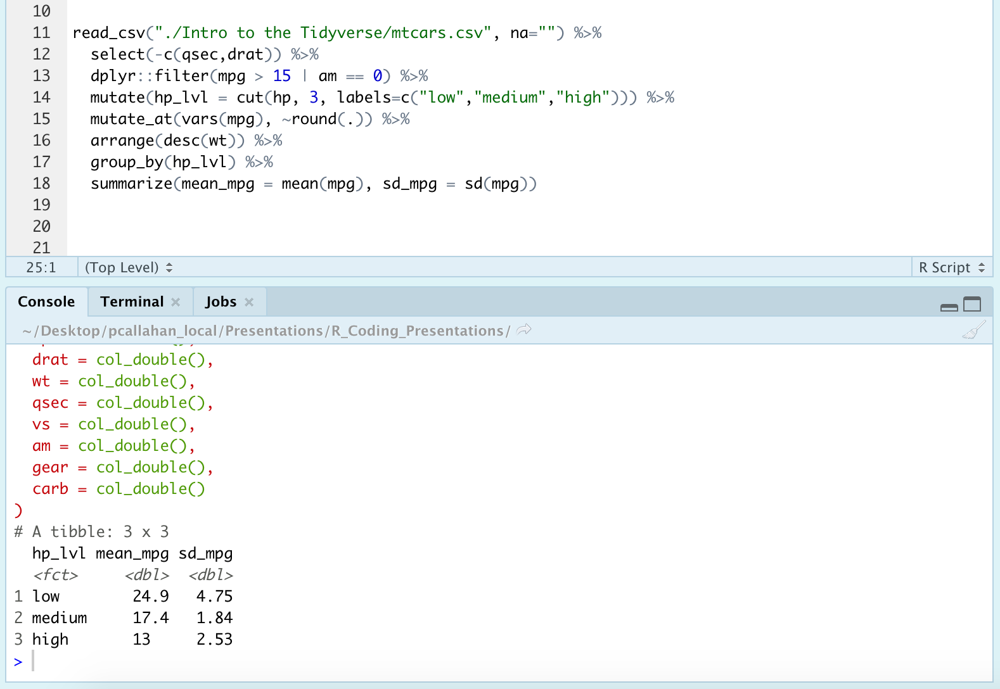 10
11 read_csv("./Intro to the Tidyverse/mtcars.csv", na="") %>%
12 select(-c(qsec,drat)) %>%
13 dplyr::filter(mpg > 15 | am == 0) %>%
14 mutate(hp_lvl = cut(hp, 3, labels=c("low","medium","high"))) %>%
15 mutate_at(vars(mpg), ~round(.)) %>%
16 arrange(desc(wt)) %>%
17 group_by(hp_lvl) %>%
18 summarize(mean_mpg = mean(mpg), sd_mpg = sd(mpg))
19
20
21
25:1 (Top Level) R Script
Console Terminal Jobs
~/Desktop/pcallahan_local/Presentations/R_Coding_Presentations/
drat = col_double(),
wt = col_double(),
qsec = col_double(),
vs = col_double(),
am = col_double(),
gear = col_double(),
carb = col_double()
)
# A tibble: 3 x 3
hp_lvl mean_mpg sd_mpg
<fct> <dbl> <dbl>
1 low 24.9 4.75
2 medium 17.4 1.84
3 high 13 2.53
>